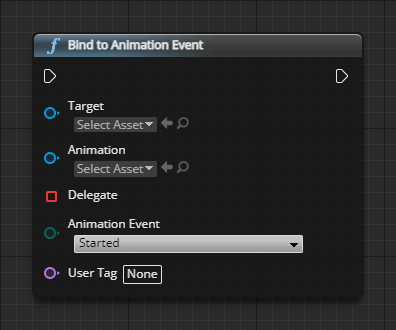 f Bind to Animation Event
Target
Select Asset
Animation
Select Asset
Delegate
Animation Event
Started
User Tag None